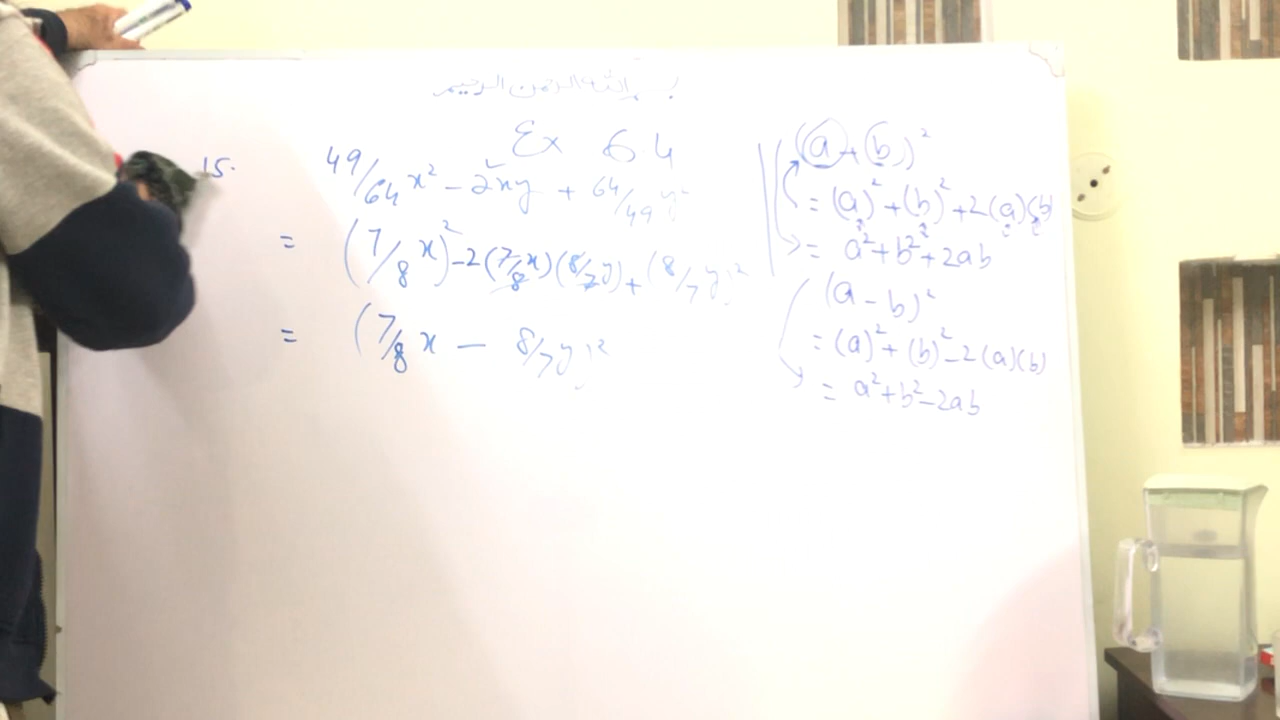 بسم الله الرحمن الرحيم !
Ex 6.4
15. 49/64 x² - 2xy + 64/49 y²
= (7/8 x)² - 2(7/8 x)(8/7 y) + (8/7 y)²
= (7/8 x - 8/7 y)²
(a + b)²
= (a)² + (b)² + 2(a)(b)
= a² + b² + 2ab
(a - b)²
= (a)² + (b)² - 2(a)(b)
= a² + b² - 2ab